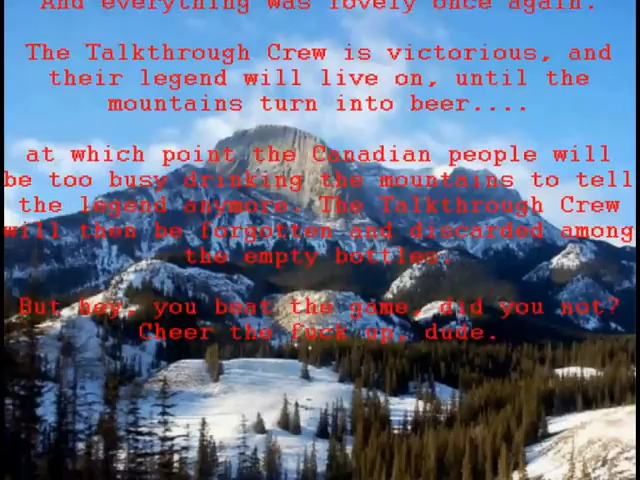 And everything was lovely once again.
The Talkthrough Crew is victorious, and
their legend will live on, until the
mountains turn into beer....
at which point the Canadian people will
be too busy drinking the mountains to tell
the legend anymore. The Talkthrough Crew
will then be forgotten and discarded among
the empty bottles.
But hey, you beat the game, did you not?
Cheer the fuck up, dude.